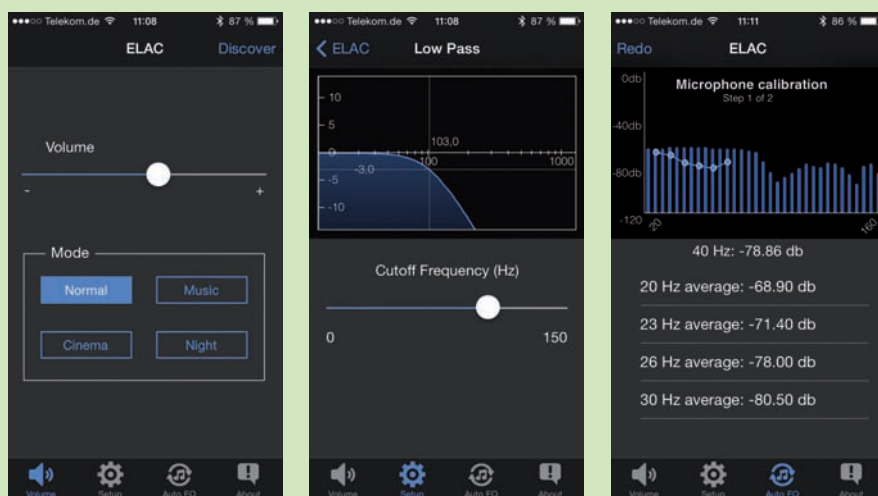 ●●●○○ Telekom.de 11:08 87 %
ELAC Discover
Volume
- +
Mode
Normal Music
Cinema Night
Volume Setup Auto EQ About
●●●○○ Telekom.de 11:08 87 %
< ELAC Low Pass
10
5
103,0
0 100 1000
-3,0
-5
-10
Cutoff Frequency (Hz)
0 150
Volume Setup Auto EQ About
●●●○○ Telekom.de 11:11 86 %
Redo ELAC
0db
Microphone calibration
Step 1 of 2
-40db
-80db
-120
20 160
40 Hz: -78.86 db
20 Hz average: -68.90 db
23 Hz average: -71.40 db
26 Hz average: -78.00 db
30 Hz average: -80.50 db
Volume Setup Auto EQ About